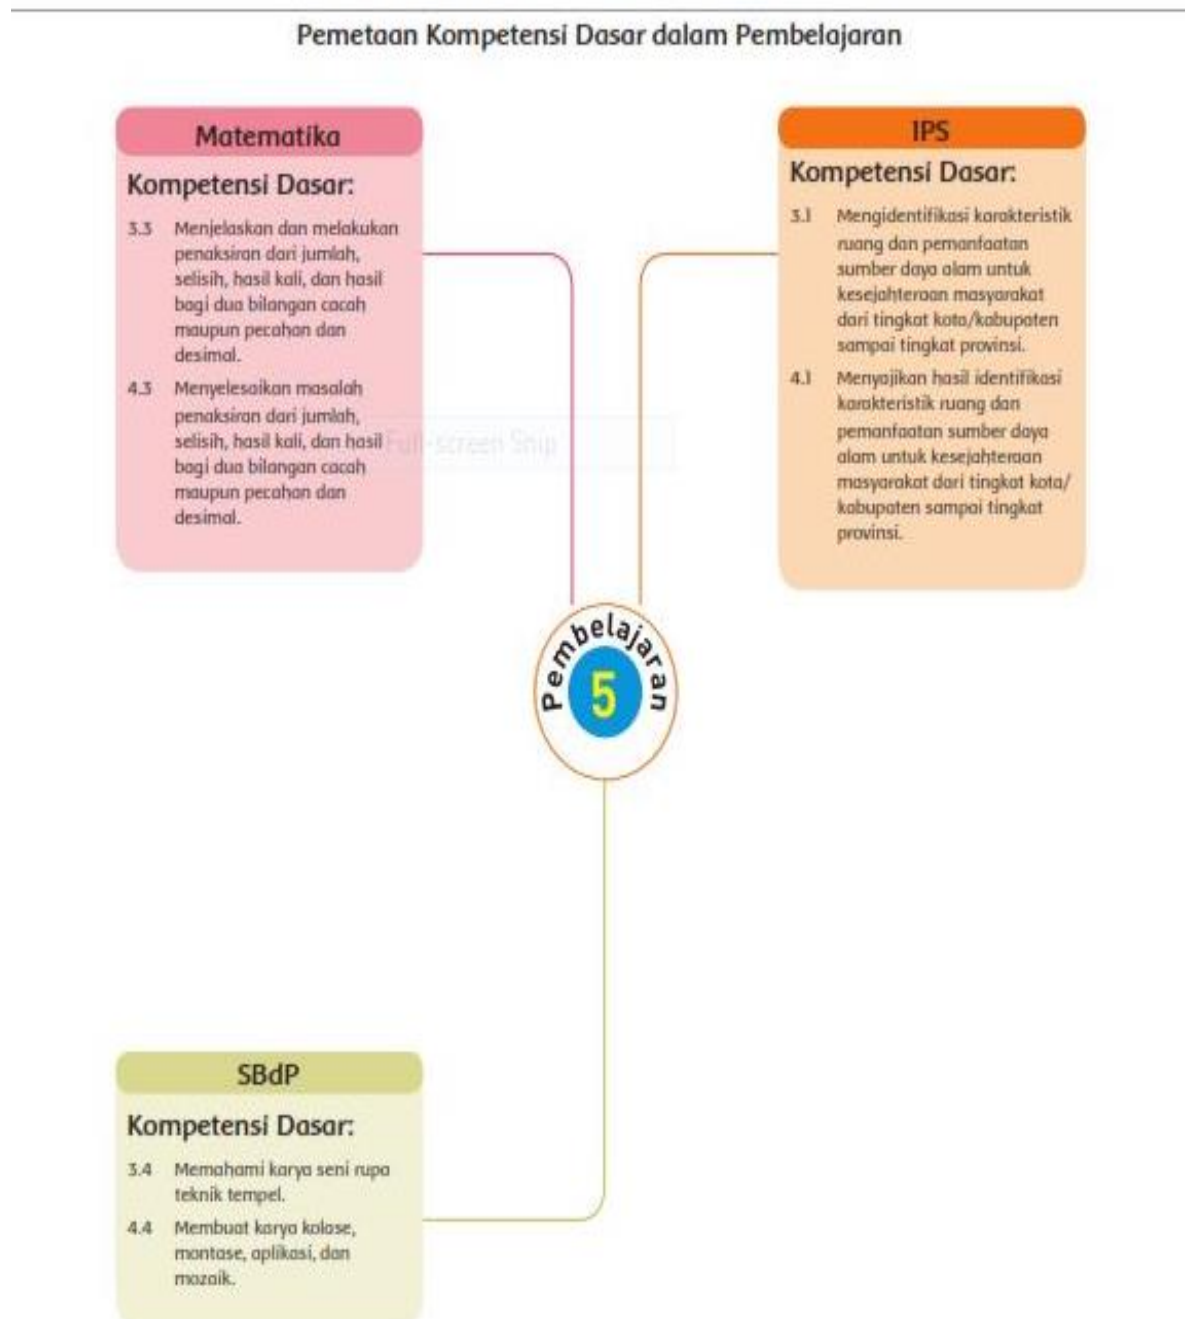 Pemetaan Kompetensi Dasar dalam Pembelajaran
Matematika
Kompetensi Dasar:
3.3 Menjelaskan dan melakukan
penaksiran dari jumlah,
selisih, hasil kali, dan hasil
bagi dua bilangan cacah
maupun pecahan dan
desimal.
4.3 Menyelesaikan masalah
penaksiran dari jumlah,
selisih, hasil kali, dan hasil
bagi dua bilangan cacah
maupun pecahan dan
desimal.
Full-screen Snip
IPS
Kompetensi Dasar:
3.1 Mengidentifikasi karakteristik
ruang dan pemanfaatan
sumber daya alam untuk
kesejahteraan masyarakat
dari tingkat kota/kabupaten
sampai tingkat provinsi.
4.1 Menyajikan hasil identifikasi
karakteristik ruang dan
pemanfaatan sumber daya
alam untuk kesejahteraan
masyarakat dari tingkat kota/
kabupaten sampai tingkat
provinsi.
Pembelajaran
5
SBdP
Kompetensi Dasar:
3.4 Memahami karya seni rupa
teknik tempel.
4.4 Membuat karya kolase,
montase, aplikasi, dan
mozaik.